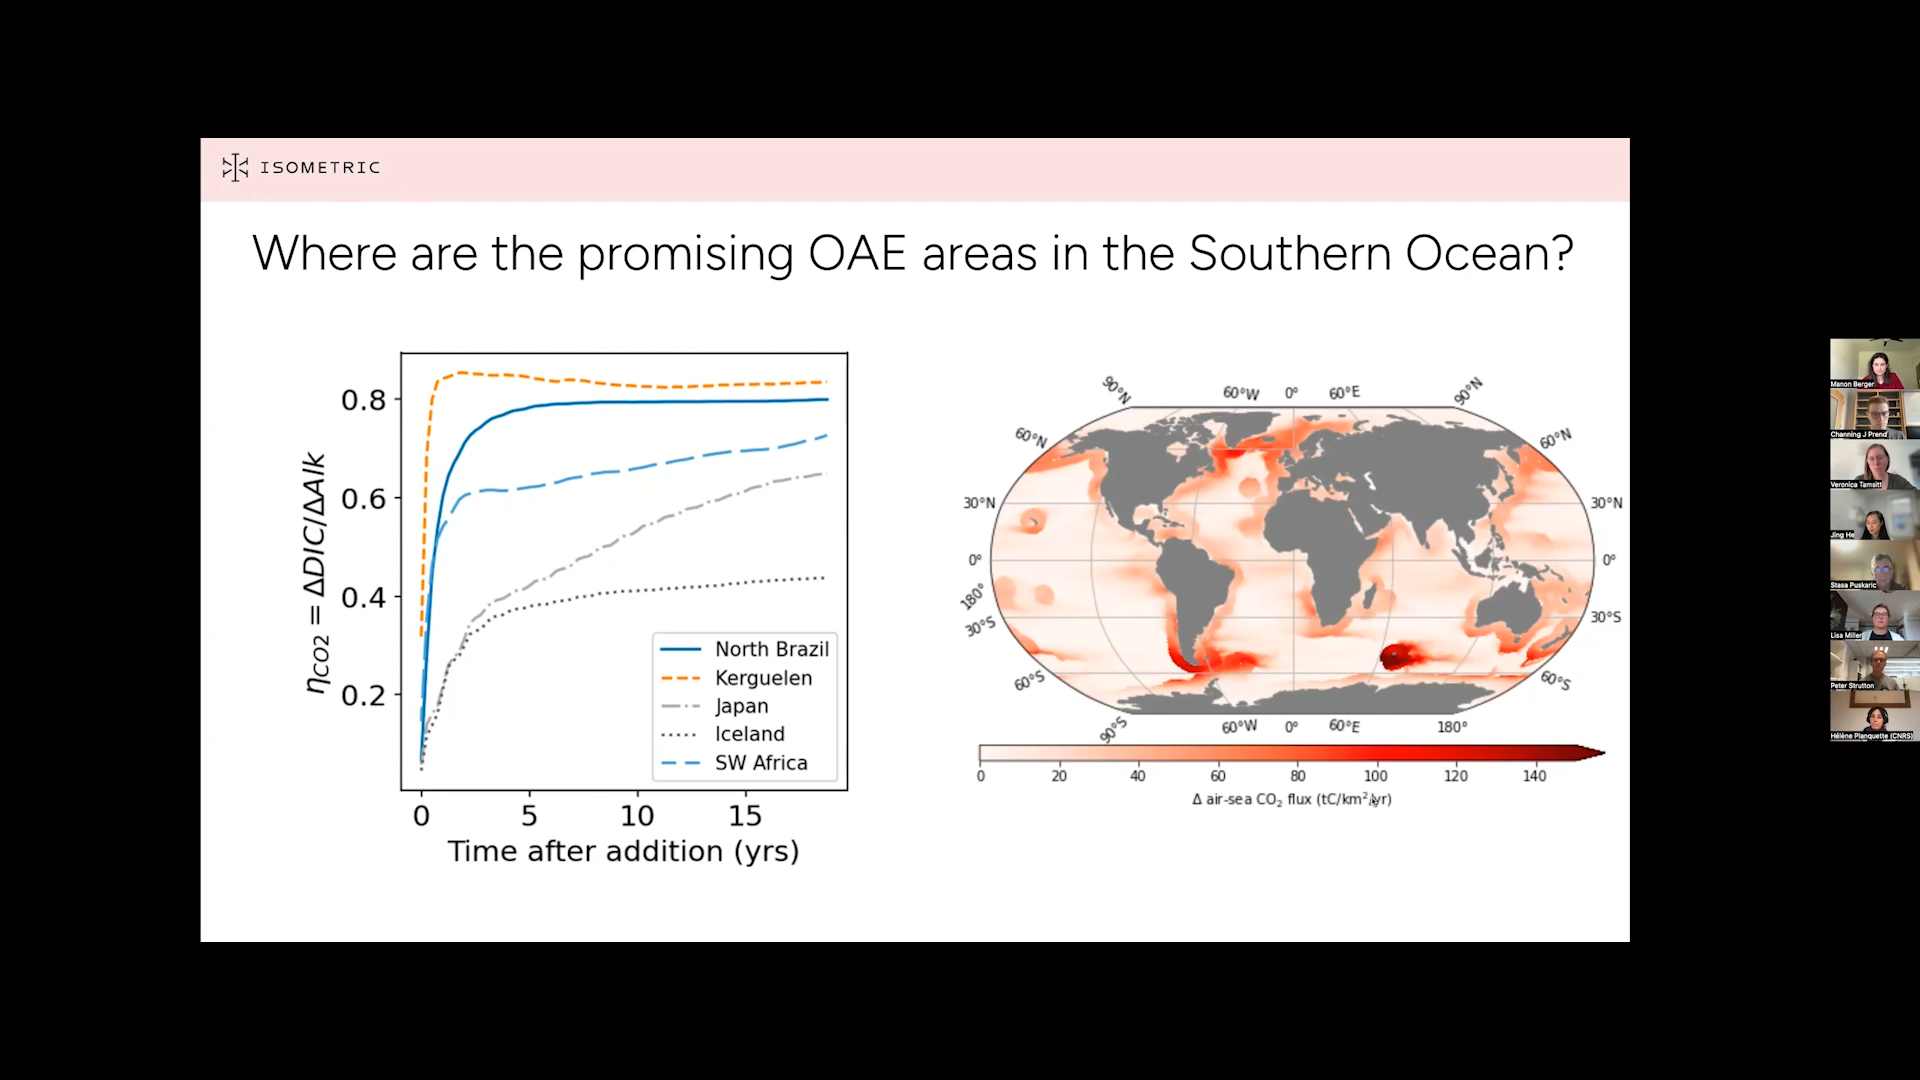 ISOMETRIC
Where are the promising OAE areas in the Southern Ocean?
ηCO2 = ΔDIC/ΔAlk
0.8
0.6
0.4
0.2
0 5 10 15
Time after addition (yrs)
North Brazil
Kerguelen
Japan
Iceland
SW Africa
90°N 60°W 0° 60°E 90°N
60°N 60°N
30°N 30°N
0° 0°
180°
30°S 30°S
60°S 60°S
90°S 60°W 0° 60°E 180°
0 20 40 60 80 100 120 140
Δ air-sea CO₂ flux (tC/km²/yr)
Manon Berger
Channing J Prend
Veronica Tamsitt
Jing He
Stasa Puskaric
Lisa Miller
Peter Strutton
Hélène Planquette (CNRS)